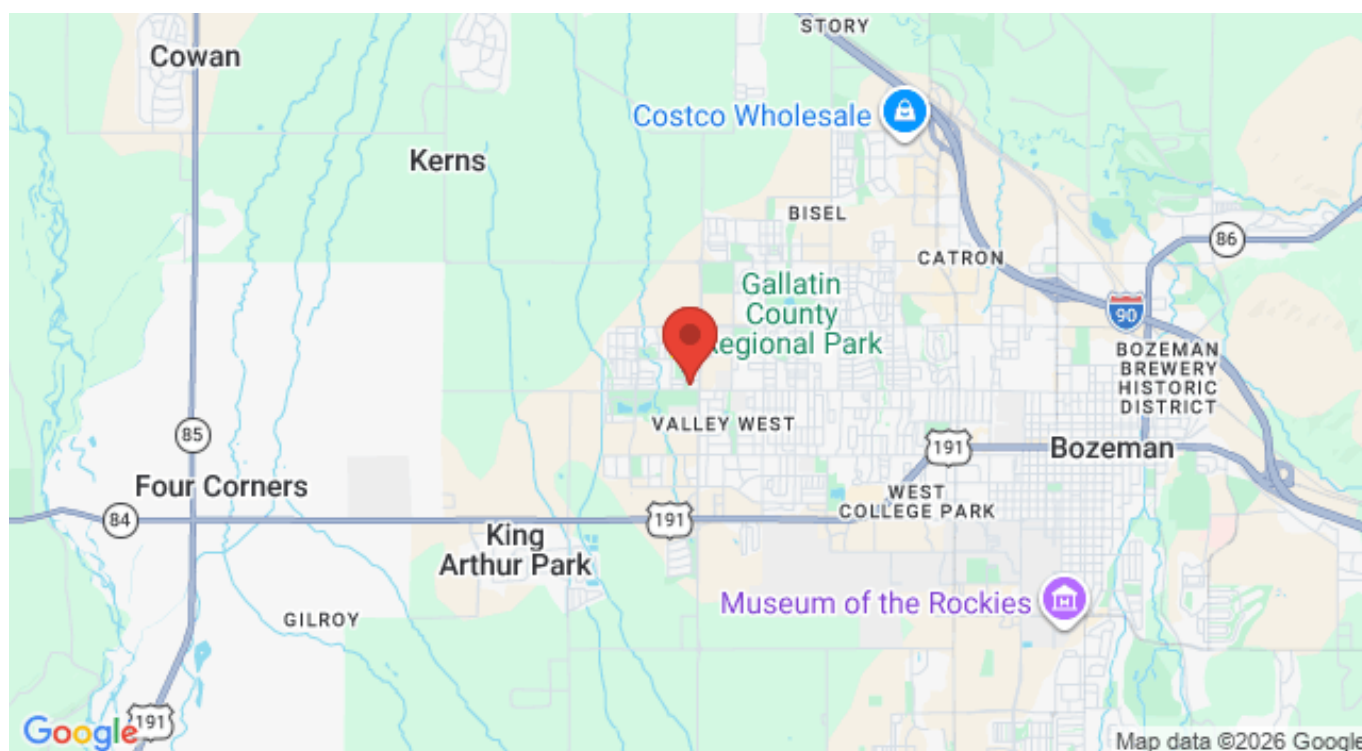 STORY
Cowan
Costco Wholesale
Kerns
BISEL
86
CATRON
Gallatin
County
Regional Park
90
BOZEMAN
BREWERY
HISTORIC
DISTRICT
VALLEY WEST
85
191
Bozeman
Four Corners
WEST
COLLEGE PARK
84
191
King
Arthur Park
Museum of the Rockies
GILROY
191
Google
Map data ©2026 Google